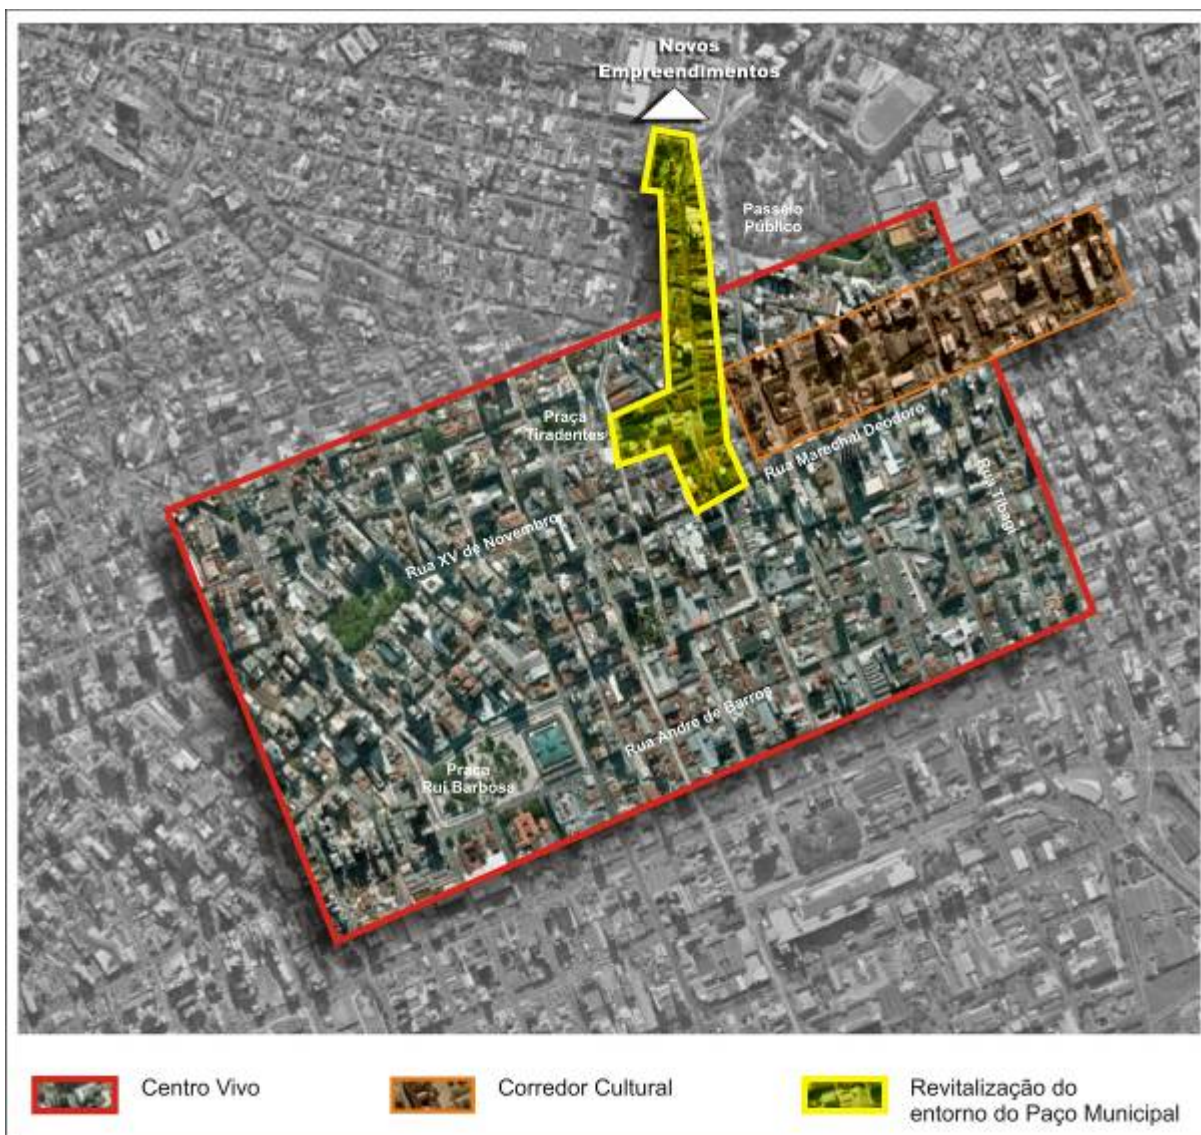 Novos
Empreendimentos
Passeio
Público
Praça
Tiradentes
Rua Marechal Deodoro
Rua Tibagi
Rua XV de Novembro
Rua Andre de Barros
Praça
Rui Barbosa
Centro Vivo
Corredor Cultural
Revitalização do
entorno do Paço Municipal